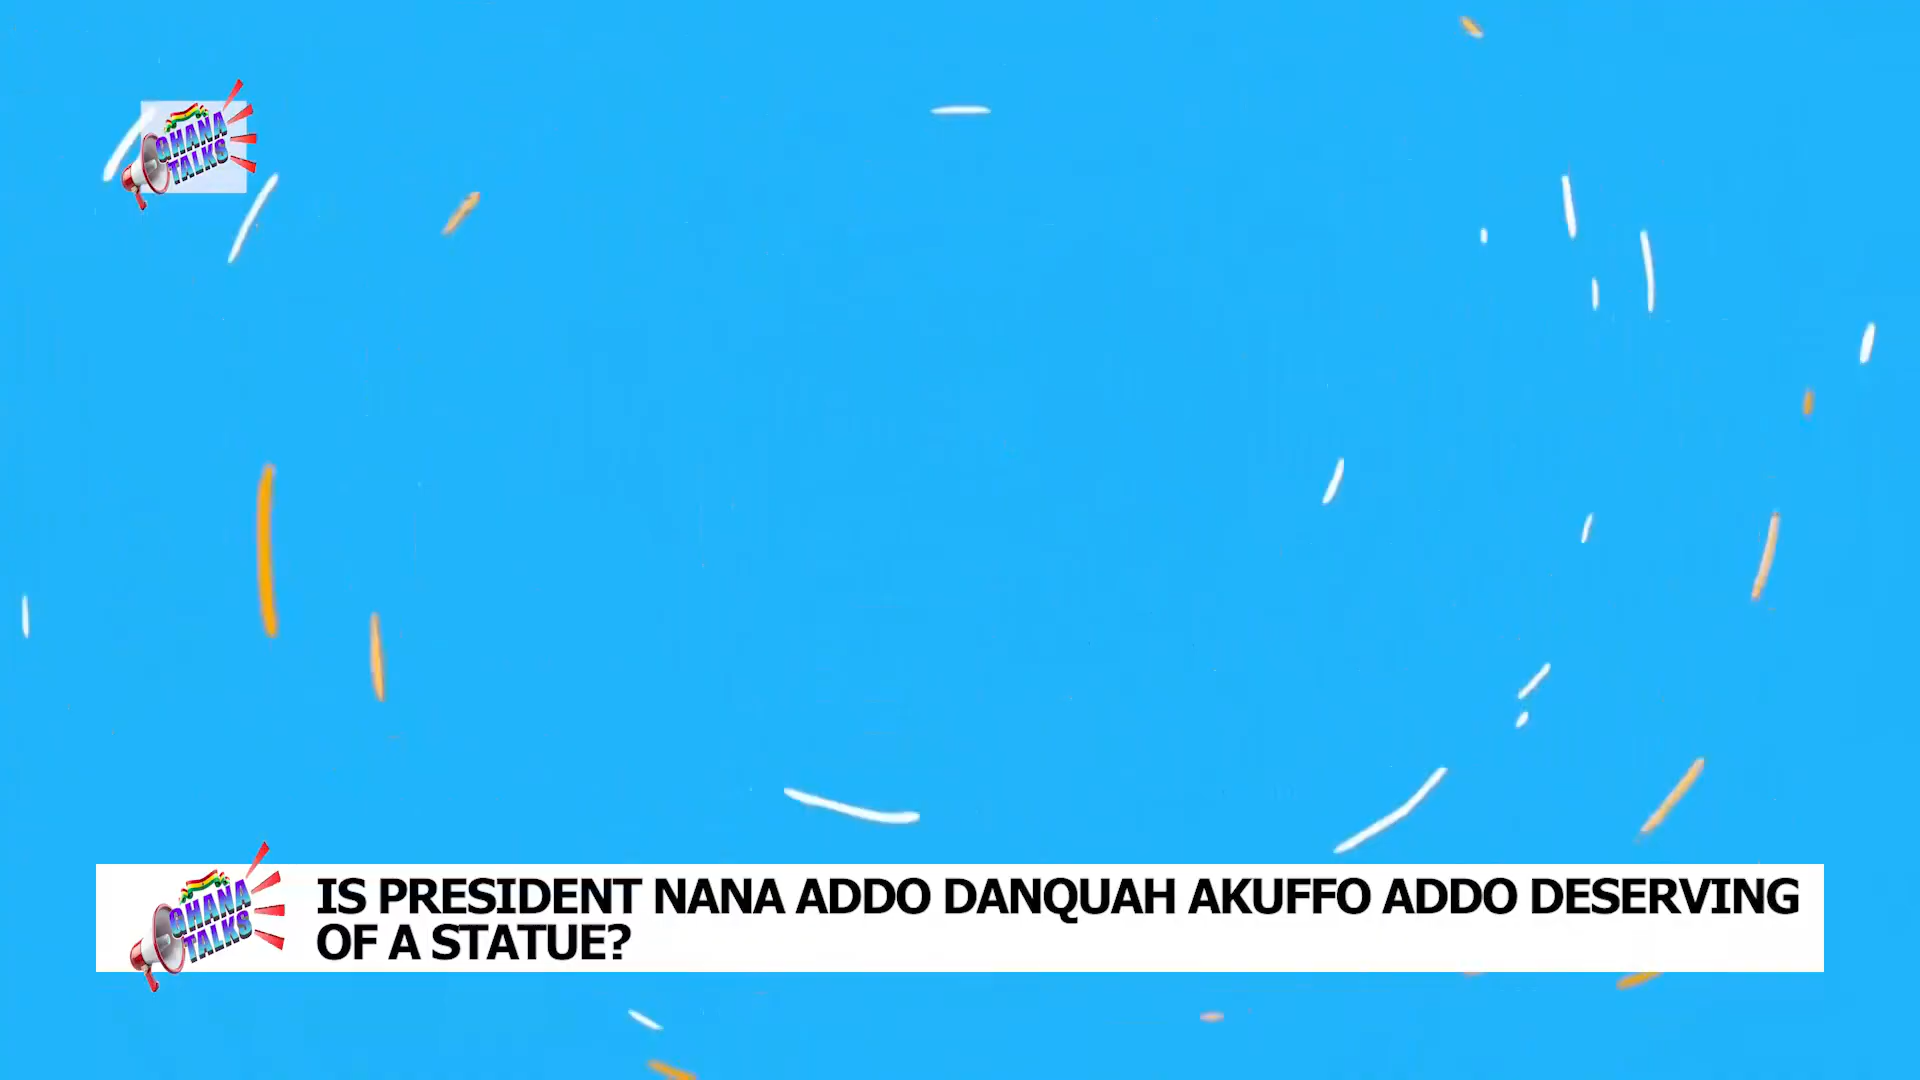 GHANA
TALKS
GHANA
TALKS
IS PRESIDENT NANA ADDO DANQUAH AKUFFO ADDO DESERVING
OF A STATUE?